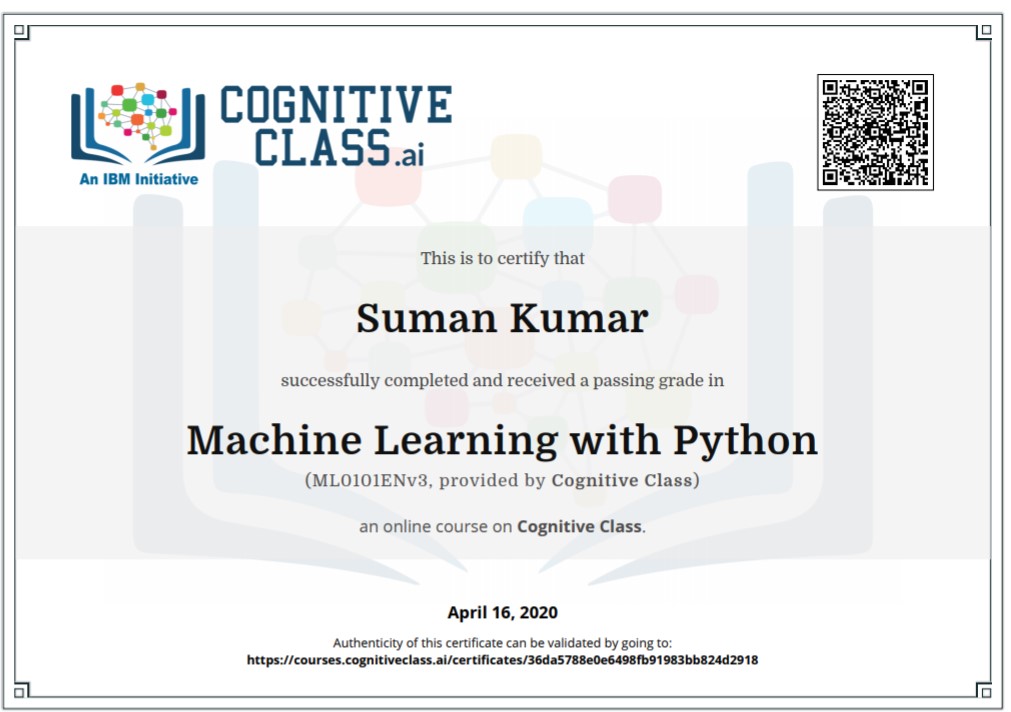 COGNITIVE
CLASS.ai
An IBM Initiative
This is to certify that
Suman Kumar
successfully completed and received a passing grade in
Machine Learning with Python
(ML0101ENv3, provided by Cognitive Class)
an online course on Cognitive Class.
April 16, 2020
Authenticity of this certificate can be validated by going to:
https://courses.cognitiveclass.ai/certificates/36da5788e0e6498fb91983bb824d2918